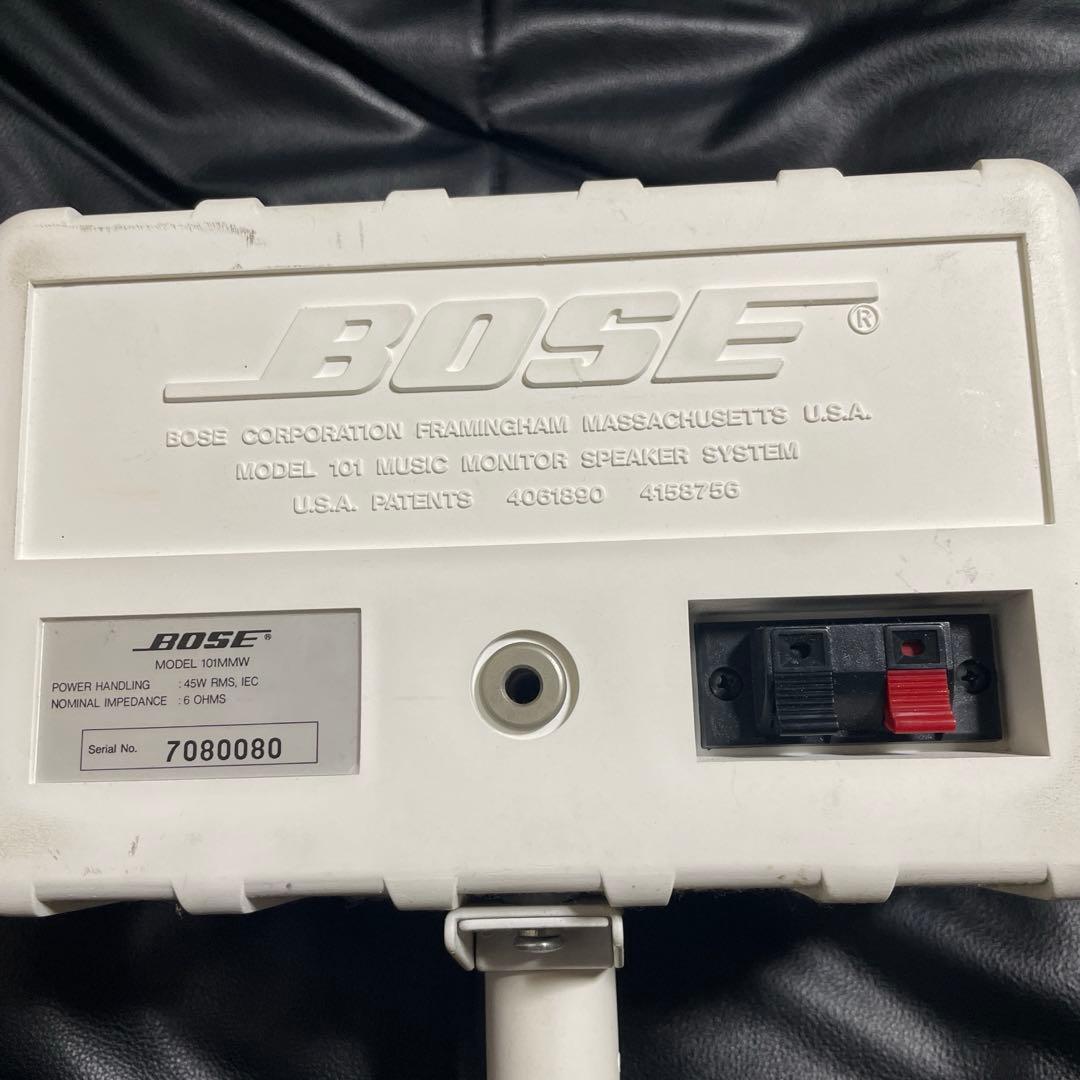 BOSE ®
BOSE CORPORATION FRAMINGHAM MASSACHUSETTS U.S.A.
MODEL 101 MUSIC MONITOR SPEAKER SYSTEM
U.S.A. PATENTS 4061890 4158756
BOSE ®
MODEL 101MMW
POWER HANDLING : 45W RMS, IEC
NOMINAL IMPEDANCE : 6 OHMS
Serial No. 7080080